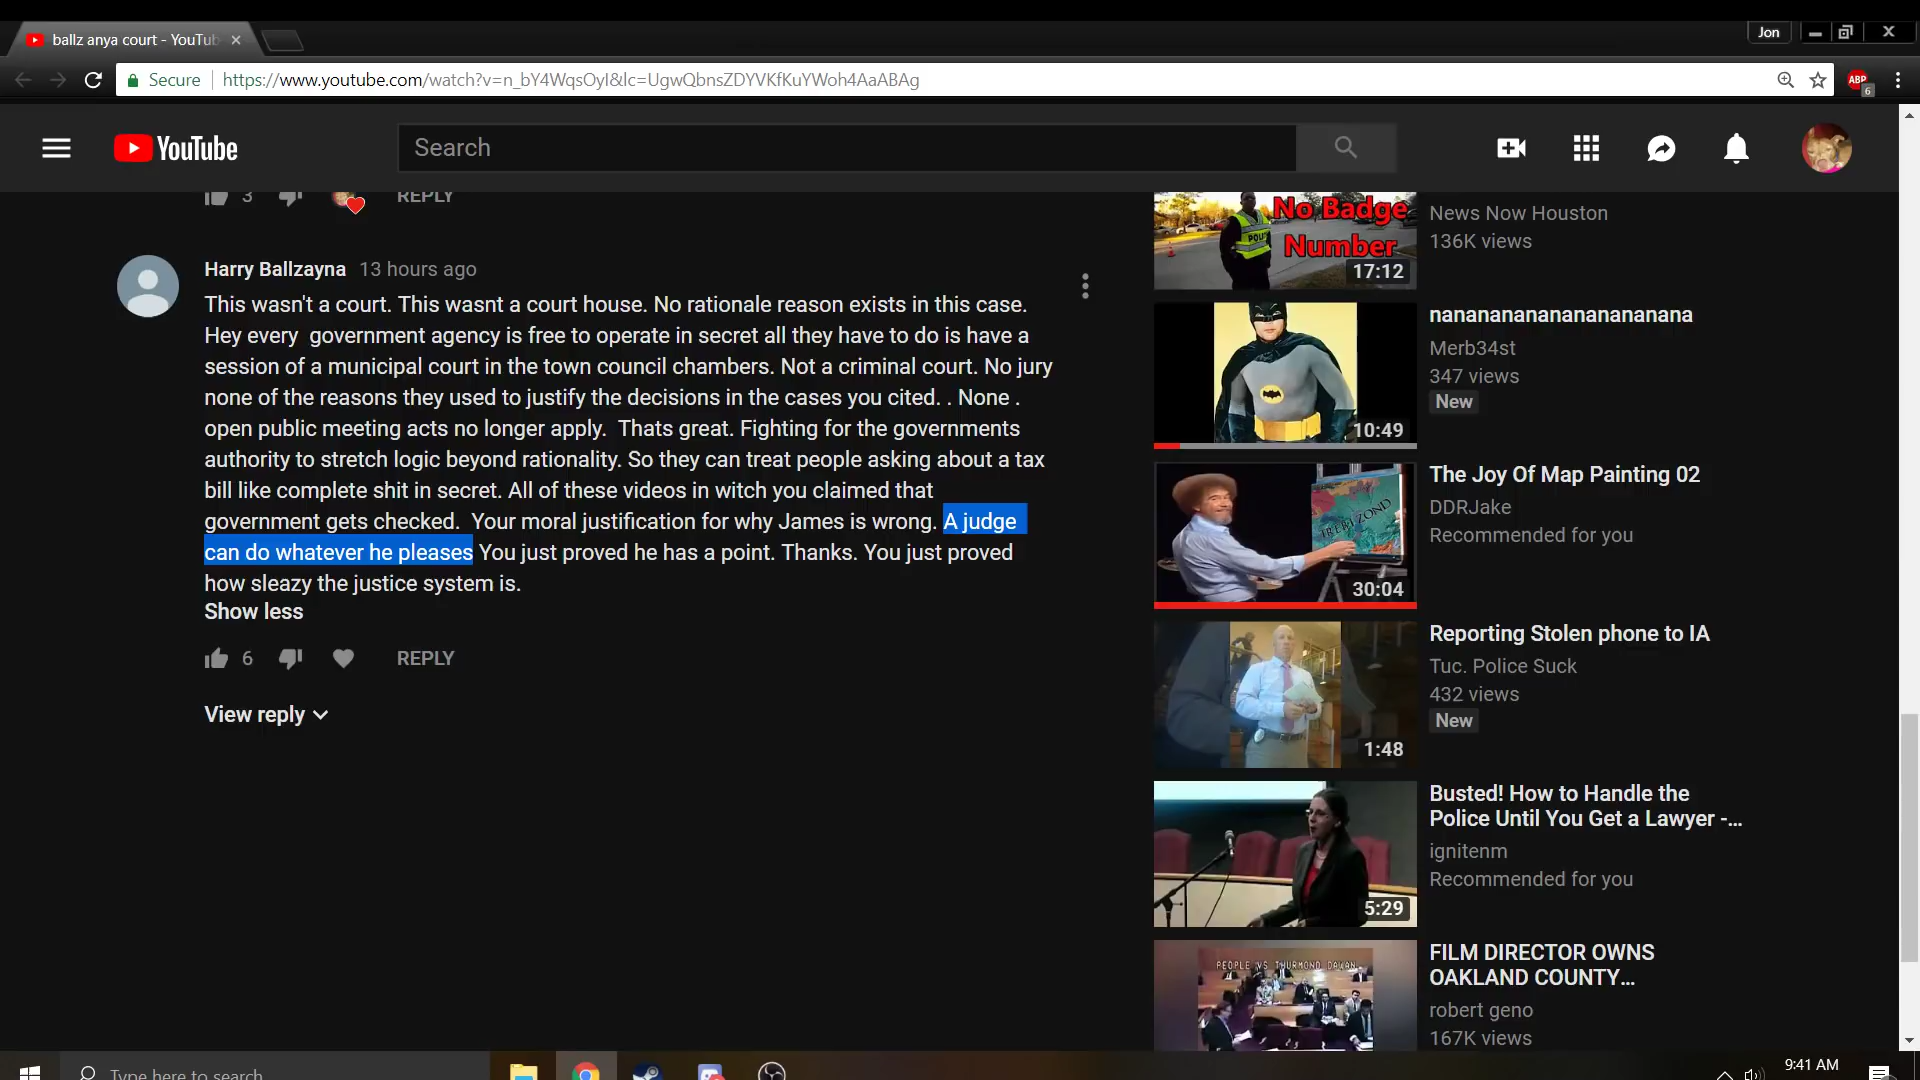 ballz anya court - YouTub
Jon
Secure
https://www.youtube.com/watch?v=n_bY4WqsOyI&lc=UgwQbnsZDYVKfKuYWoh4AaABAg
ABP
6
YouTube
Search
3
REPLY
Harry Ballzayna 13 hours ago
This wasn't a court. This wasnt a court house. No rationale reason exists in this case.
Hey every government agency is free to operate in secret all they have to do is have a
session of a municipal court in the town council chambers. Not a criminal court. No jury
none of the reasons they used to justify the decisions in the cases you cited. . None .
open public meeting acts no longer apply. Thats great. Fighting for the governments
authority to stretch logic beyond rationality. So they can treat people asking about a tax
bill like complete shit in secret. All of these videos in witch you claimed that
government gets checked. Your moral justification for why James is wrong. A judge
can do whatever he pleases You just proved he has a point. Thanks. You just proved
how sleazy the justice system is.
Show less
6
REPLY
View reply
No Badge
Number
POLICE
17:12
News Now Houston
136K views
10:49
nananananananananana
Merb34st
347 views
New
TREBIZOND
30:04
The Joy Of Map Painting 02
DDRJake
Recommended for you
1:48
Reporting Stolen phone to IA
Tuc. Police Suck
432 views
New
5:29
Busted! How to Handle the
Police Until You Get a Lawyer -...
ignitenm
Recommended for you
PEOPLE VS THURMOND DAWAN
FILM DIRECTOR OWNS
OAKLAND COUNTY...
robert geno
167K views
Type here to search
9:41 AM